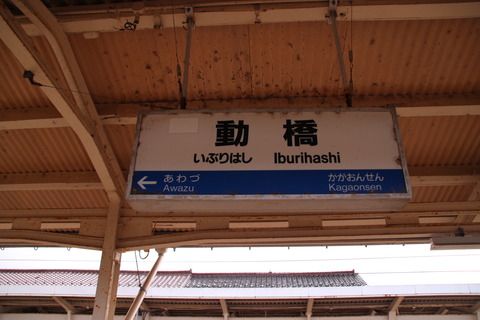 動橋
いぶりはし Iburihashi
← あわづ かがおんせん
Awazu Kagaonsen